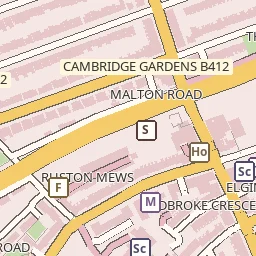 TH
CAMBRIDGE GARDENS B412
2
MALTON ROAD
S
Ho
Sc
RUSTON MEWS
F
ELGIN
M
DBROKE CRESCE
ROAD
Sc